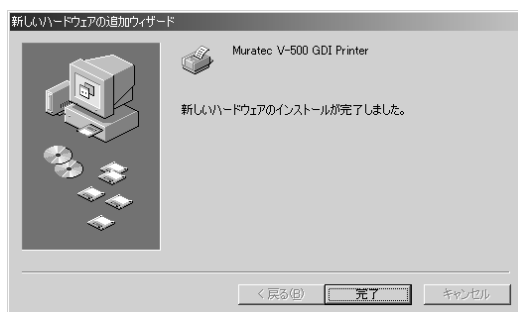 新しいハードウェアの追加ウィザード
Muratec V-500 GDI Printer
新しいハードウェアのインストールが完了しました。
< 戻る(B)
完了
キャンセル